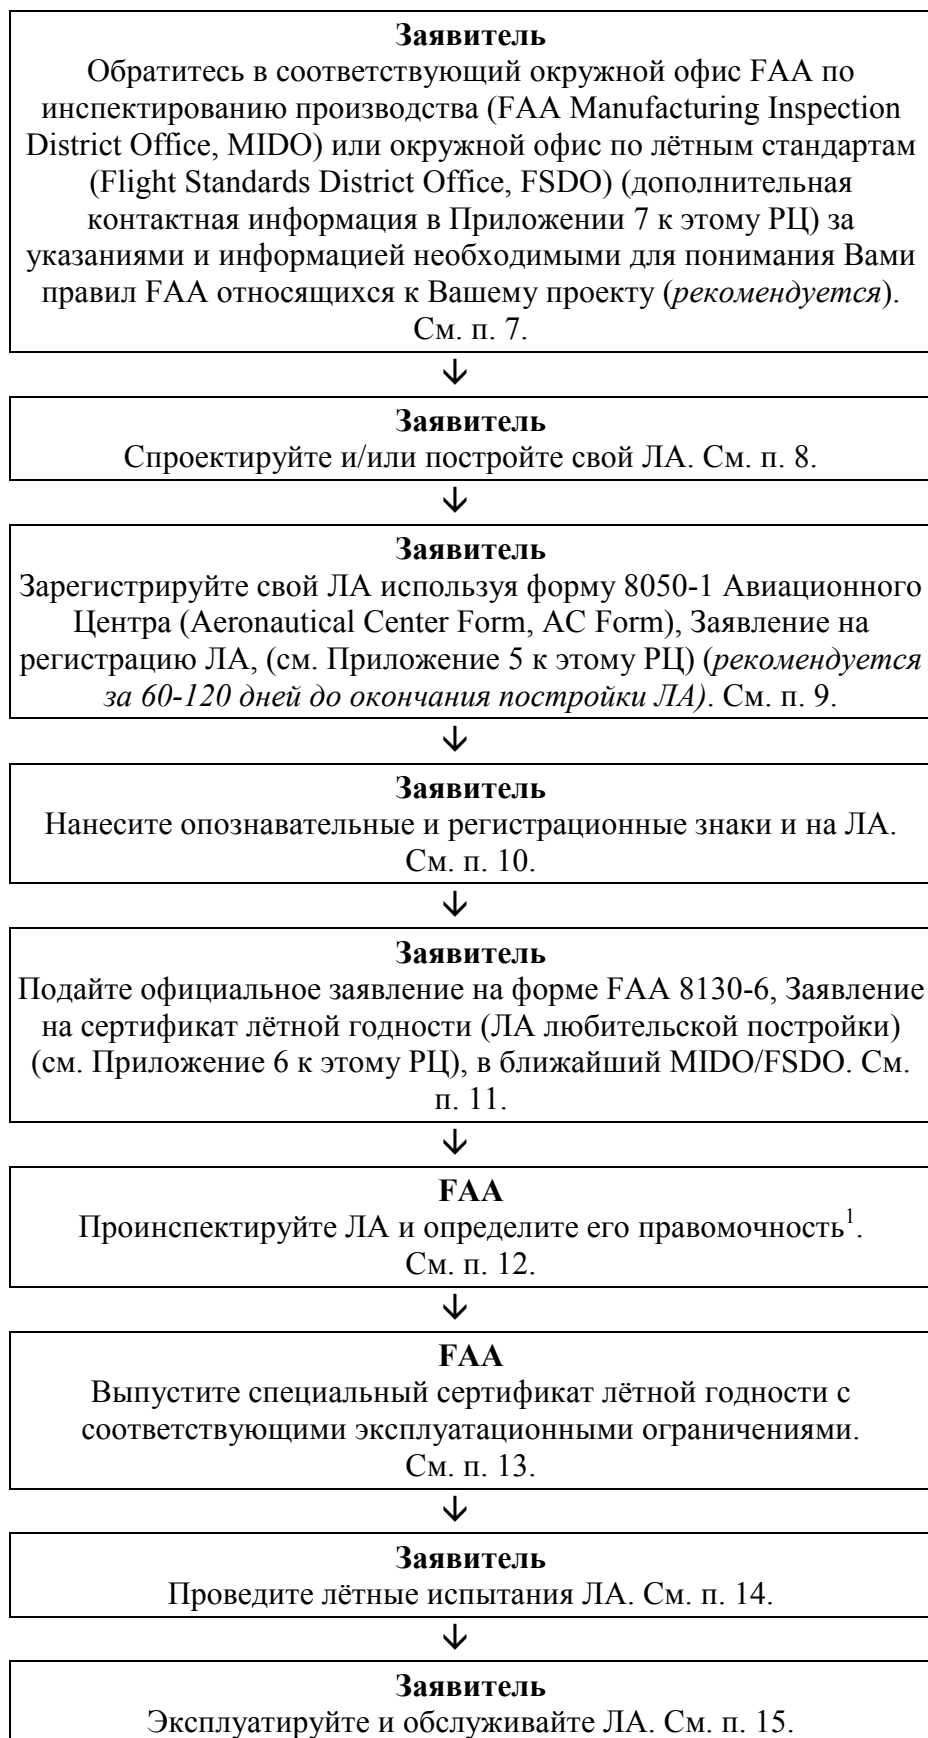 Заявитель
Обратитесь в соответствующий окружной офис FAA по
инспектированию производства (FAA Manufacturing Inspection
District Office, MIDO) или окружной офис по лётным стандартам
(Flight Standards District Office, FSDO) (дополнительная
контактная информация в Приложении 7 к этому РЦ) за
указаниями и информацией необходимыми для понимания Вами
правил FAA относящихся к Вашему проекту (рекомендуется).
См. п. 7.
Заявитель
Спроектируйте и/или постройте свой ЛА. См. п. 8.
Заявитель
Зарегистрируйте свой ЛА используя форму 8050-1 Авиационного
Центра (Aeronautical Center Form, AC Form), Заявление на
регистрацию ЛА, (см. Приложение 5 к этому РЦ) (рекомендуется
за 60-120 дней до окончания постройки ЛА). См. п. 9.
Заявитель
Нанесите опознавательные и регистрационные знаки и на ЛА.
См. п. 10.
Заявитель
Подайте официальное заявление на форме FAA 8130-6, Заявление
на сертификат лётной годности (ЛА любительской постройки)
(см. Приложение 6 к этому РЦ), в ближайший MIDO/FSDO. См.
п. 11.
FAA
Проинспектируйте ЛА и определите его правомочность¹.
См. п. 12.
FAA
Выпустите специальный сертификат лётной годности с
соответствующими эксплуатационными ограничениями.
См. п. 13.
Заявитель
Проведите лётные испытания ЛА. См. п. 14.
Заявитель
Эксплуатируйте и обслуживайте ЛА. См. п. 15.